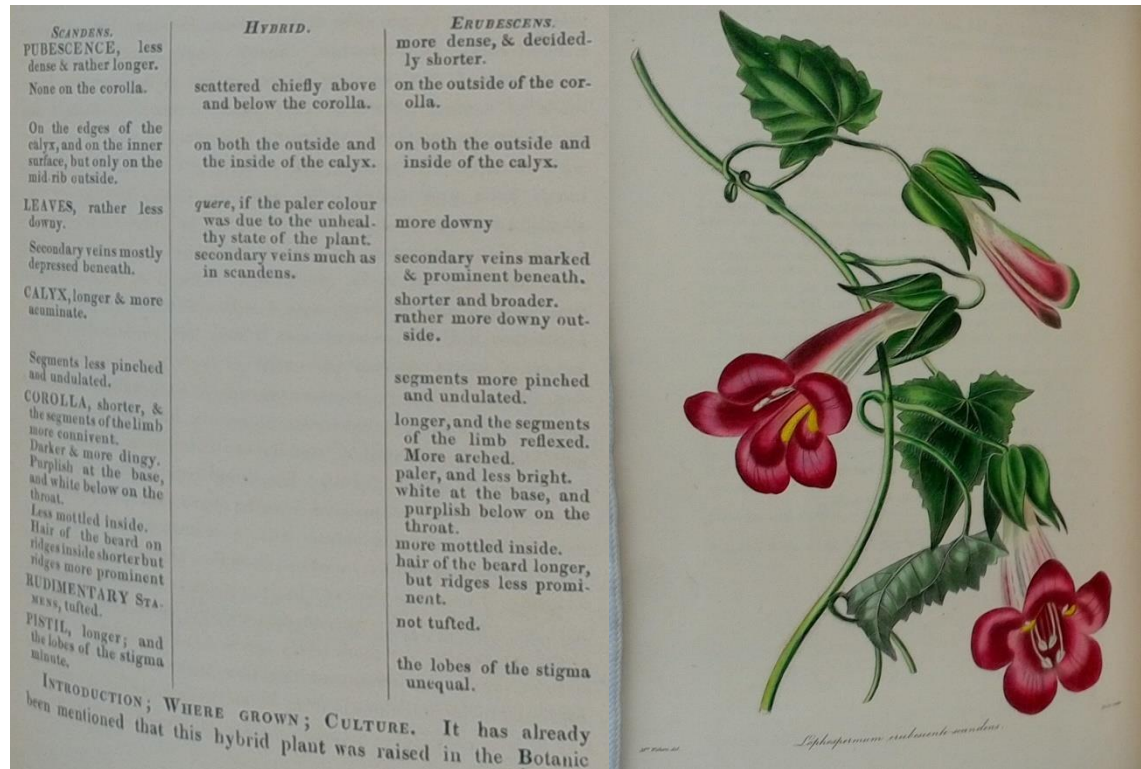 SCANDENS.
PUBESCENCE, less
dense & rather longer.
None on the corolla.
On the edges of the
calyx, and on the inner
surface, but only on the
mid rib outside.
LEAVES, rather less
downy.
Secondary veins mostly
depressed beneath.
CALYX, longer & more
acuminate.
Segments less pinched
and undulated.
COROLLA, shorter, &
the segments of the limb
more connivent.
Darker & more dingy.
Purplish at the base,
and white below on the
throat.
Less mottled inside.
Hair of the beard on
ridges inside shorter but
ridges more prominent
RUDIMENTARY STA-
MENS, tufted.
PISTIL, longer; and
the lobes of the stigma
minute.
HYBRID.
scattered chiefly above
and below the corolla.
on both the outside and
the inside of the calyx.
quere, if the paler colour
was due to the unheal-
thy state of the plant.
secondary veins much as
in scandens.
ERUBESCENS.
more dense, & decided-
ly shorter.
on the outside of the cor-
olla.
on both the outside and
inside of the calyx.
more downy
secondary veins marked
& prominent beneath.
shorter and broader.
rather more downy out-
side.
segments more pinched
and undulated.
longer, and the segments
of the limb reflexed.
More arched.
paler, and less bright.
white at the base, and
purplish below on the
throat.
more mottled inside.
hair of the beard longer,
but ridges less promi-
nent.
not tufted.
the lobes of the stigma
unequal.
INTRODUCTION; WHERE GROWN; CULTURE. It has already
been mentioned that this hybrid plant was raised in the Botanic
Lophospermum erubescenti-scandens.